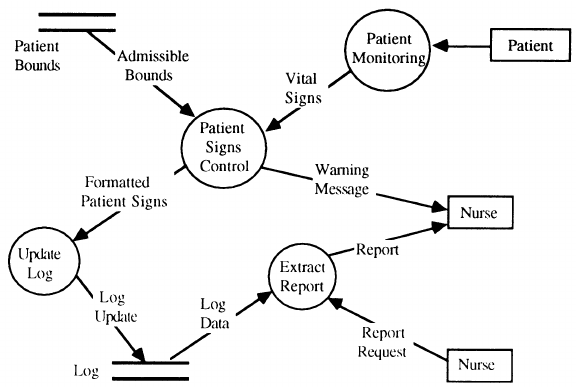 Patient
Bounds
Admissible
Bounds
Patient
Monitoring
Patient
Vital
Signs
Patient
Signs
Control
Warning
Message
Formatted
Patient Signs
Nurse
Update
Log
Report
Extract
Report
Log
Update
Log
Data
Report
Request
Log
Nurse